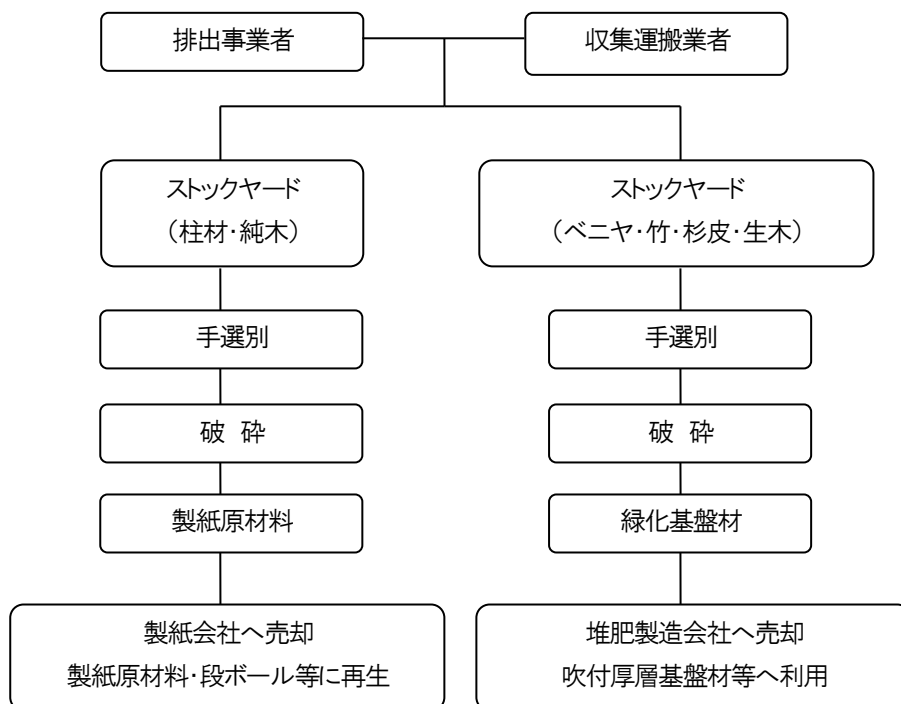 排出事業者
収集運搬業者
ストックヤード
（柱材・純木）
ストックヤード
（ベニヤ・竹・杉皮・生木）
手選別
手選別
破 砕
破 砕
製紙原材料
緑化基盤材
製紙会社へ売却
製紙原材料・段ボール等に再生
堆肥製造会社へ売却
吹付厚層基盤材等へ利用